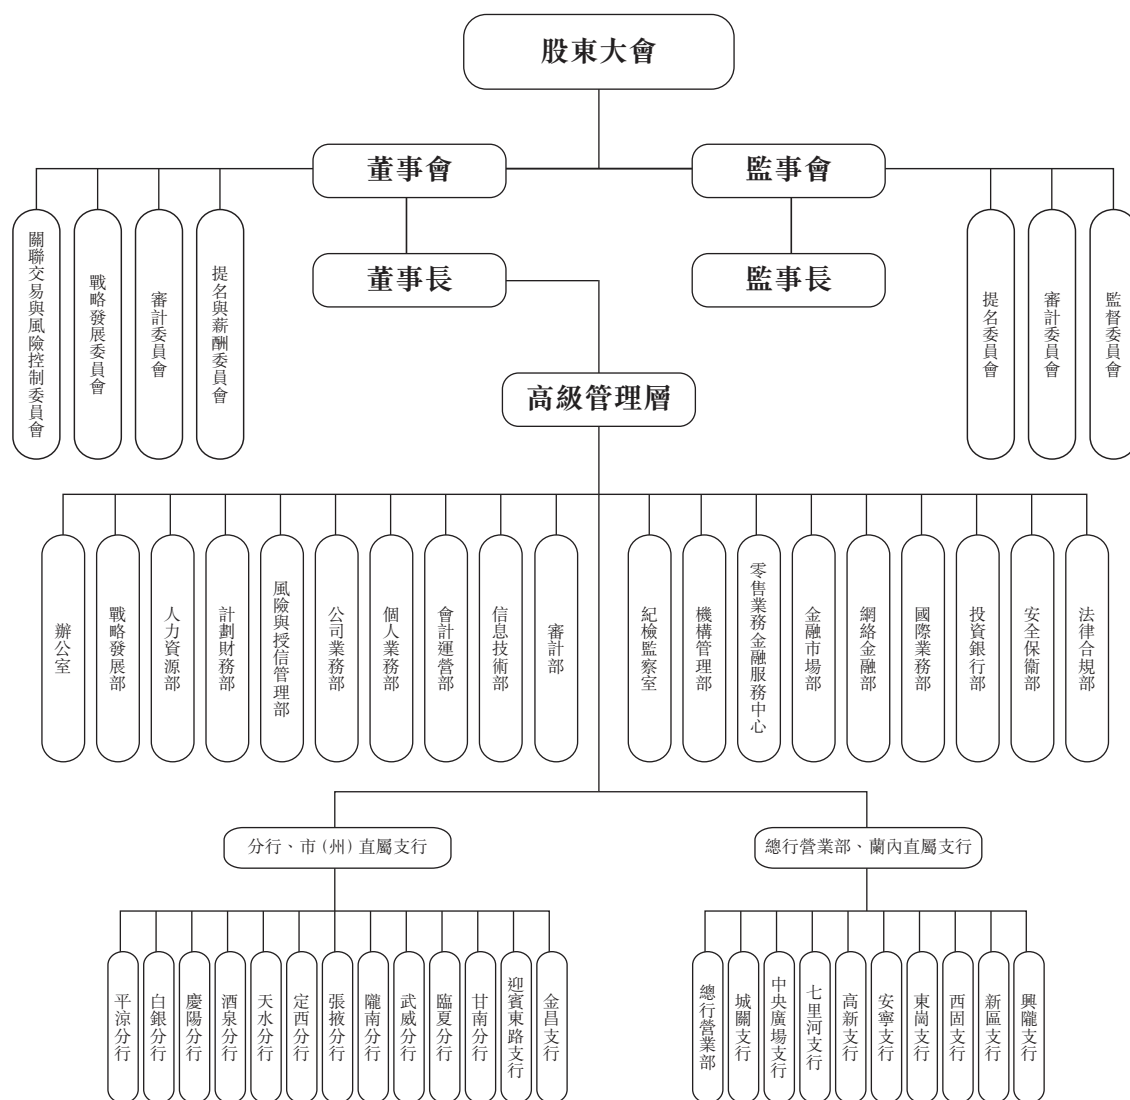 股東大會
董事會
監事會
關聯交易與風險控制委員會
戰略發展委員會
審計委員會
提名與薪酬委員會
董事長
監事長
提名委員會
審計委員會
監督委員會
高級管理層
辦公室
戰略發展部
人力資源部
計劃財務部
風險與授信管理部
公司業務部
個人業務部
會計運營部
信息技術部
審計部
紀檢監察室
機構管理部
零售業務金融服務中心
金融市場部
網絡金融部
國際業務部
投資銀行部
安全保衛部
法律合規部
分行、市(州)直屬支行
總行營業部、蘭內直屬支行
平涼分行
白銀分行
慶陽分行
酒泉分行
天水分行
定西分行
張掖分行
隴南分行
武威分行
臨夏分行
甘南分行
迎賓東路支行
金昌支行
總行營業部
城關支行
中央廣場支行
七里河支行
高新支行
安寧支行
東崗支行
西固支行
新區支行
興隴支行